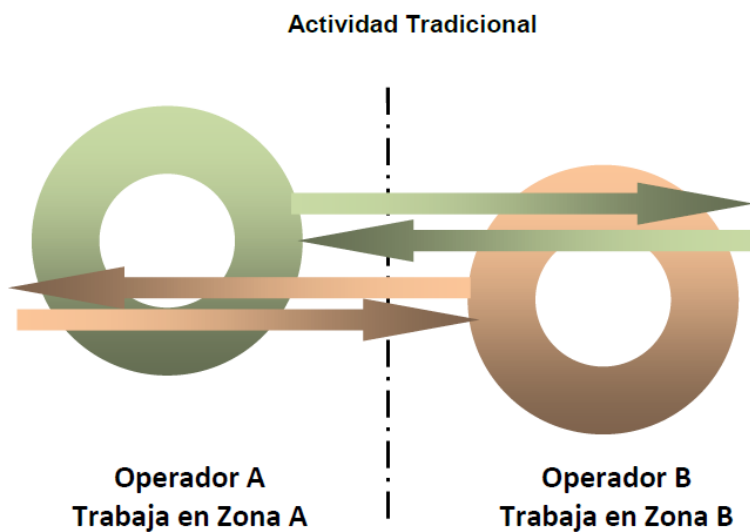 Actividad Tradicional
Operador A
Trabaja en Zona A
Operador B
Trabaja en Zona B